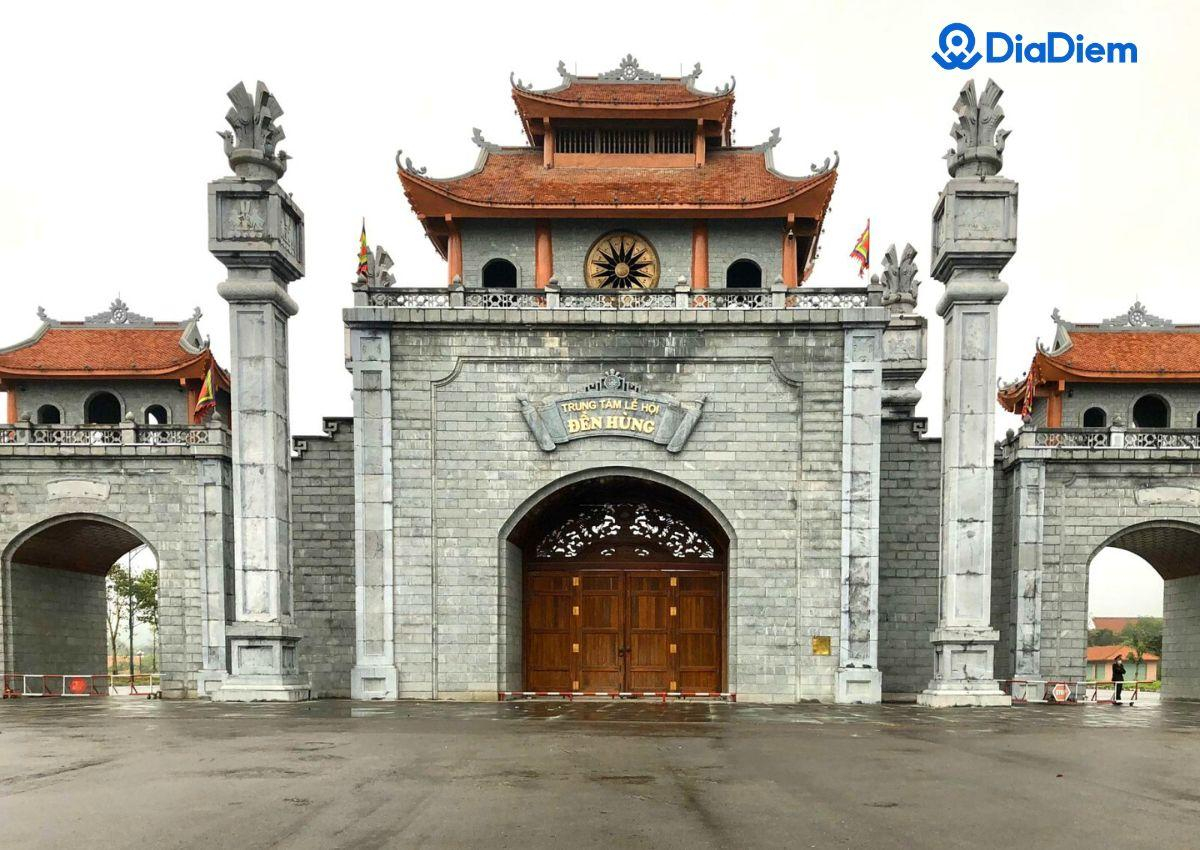 DiaDiem
TRUNG TÂM LỄ HỘI
ĐỀN HÙNG